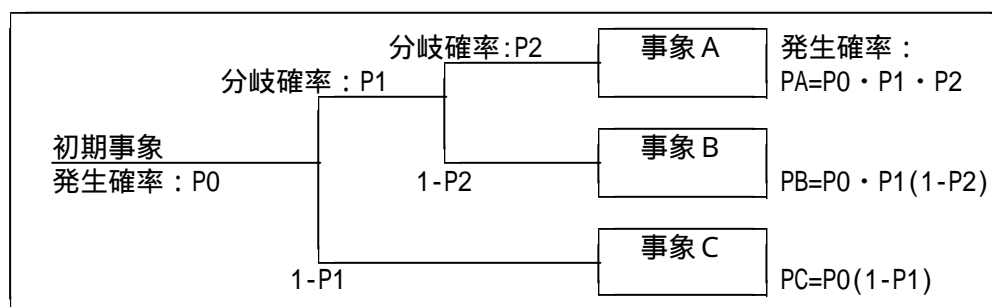 分岐確率:P2
事象A
発生確率:
PA=P0・P1・P2
分岐確率:P1
初期事象
発生確率:P0
事象B
1-P2
PB=P0・P1(1-P2)
事象C
1-P1
PC=P0(1-P1)